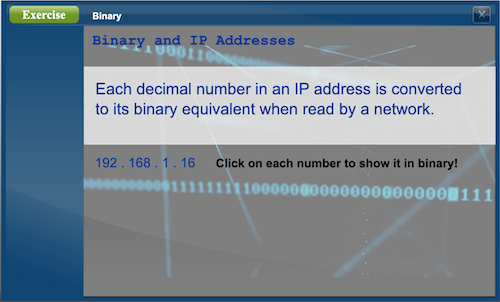 Exercise Binary X
Binary and IP Addresses
Each decimal number in an IP address is converted
to its binary equivalent when read by a network.
192 . 168 . 1 . 16 Click on each number to show it in binary!